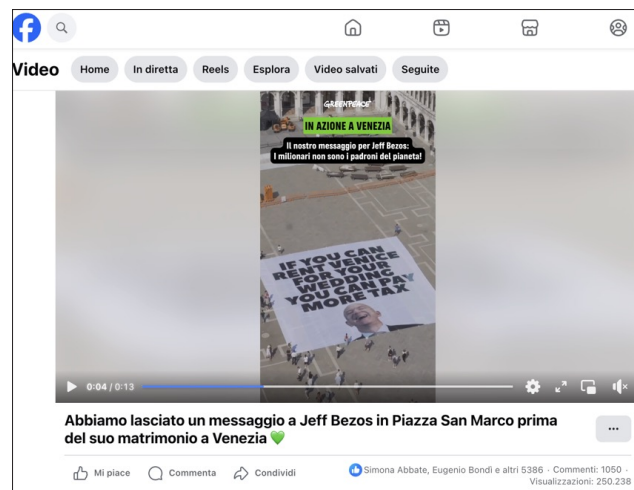 Video
Home
In diretta
Reels
Esplora
Video salvati
Seguite
GREENPEACE
IN AZIONE A VENEZIA
Il nostro messaggio per Jeff Bezos:
I milionari non sono i padroni del pianeta!
IF YOU CAN
RENT VENICE
FOR YOUR
WEDDING
YOU CAN PAY
MORE TAX
0:04 / 0:13
Abbiamo lasciato un messaggio a Jeff Bezos in Piazza San Marco prima
del suo matrimonio a Venezia 💚
Mi piace
Commenta
Condividi
Simona Abbate, Eugenio Bondì e altri 5386 · Commenti: 1050 ·
Visualizzazioni: 250.238